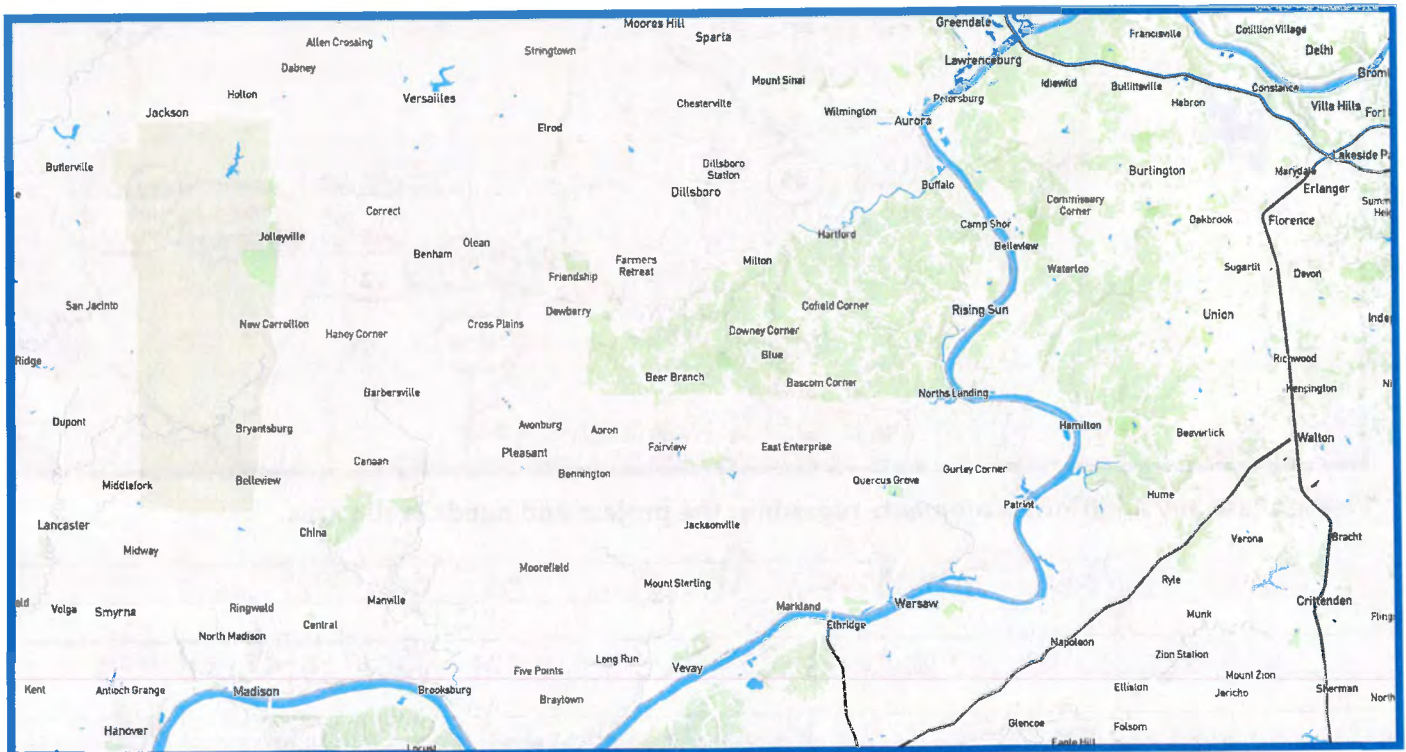 Moores Hill
Sparta
Greendale
Francisville
Cotillion Village
Delhi
Allen Crossing
Stringtown
Dabney
Lawrenceburg
Mount Sinai
Idlewild
Bullittsville
Constance
Holton
Versailles
Chesterville
Wilmington
Petersburg
Hebron
Villa Hills
Jackson
Elrod
Aurora
Butlerville
Dillsboro
Station
Dillsboro
Buffalo
Burlington
Marydale
Erlanger
Correct
Commissary
Corner
Oakbrook
Florence
Jolleyville
Olean
Benham
Hartford
Camp Shor
Belleview
Farmers
Retreat
Friendship
Milton
Waterloo
Sugartit
Devon
San Jacinto
New Carrollton
Haney Corner
Cross Plains
Dewberry
Cofield Corner
Downey Corner
Rising Sun
Union
Ridge
Blue
Richwood
Bear Branch
Bascom Corner
Kensington
Barbersville
Norths Landing
Dupont
Bryantsburg
Avonburg
Aaron
Fairview
East Enterprise
Hamilton
Beaverlick
Walton
Canaan
Pleasant
Bennington
Gurley Corner
Middlefork
Belleview
Quercus Grove
Patriot
Hume
Lancaster
China
Jacksonville
Verona
Bracht
Midway
Moorefield
Mount Sterling
Ryle
Volga
Smyrna
Ringwald
Manville
Markland
Warsaw
Munk
Crittenden
North Madison
Central
Ethridge
Napoleon
Zion Station
Kent
Antioch Grange
Madison
Brooksburg
Five Points
Long Run
Vevay
Elliston
Mount Zion
Jericho
Sherman
North
Braytown
Hanover
Glencoe
Folsom
Locust
Eagle Hill